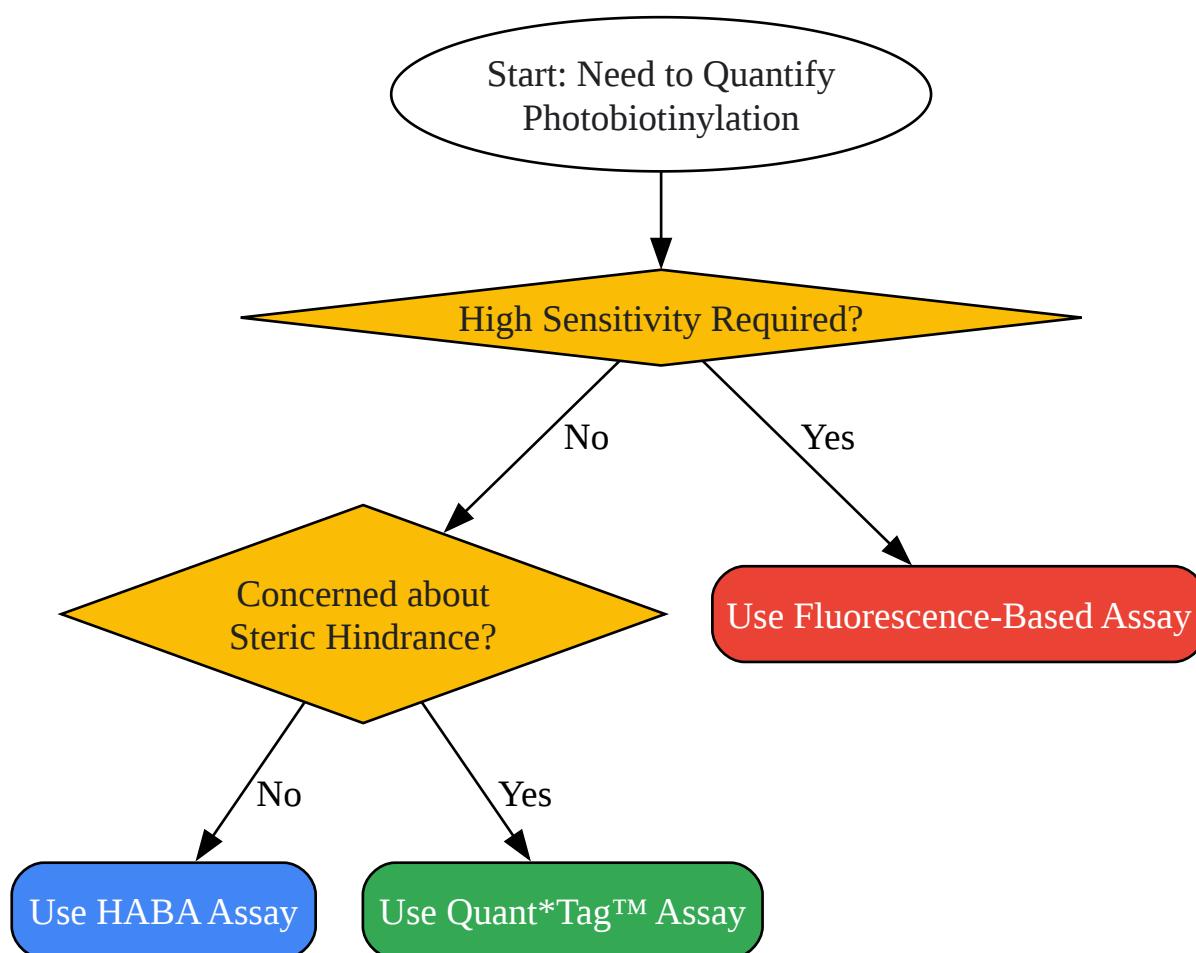 Start: Need to Quantify
Photobiotinylation
High Sensitivity Required?
No
Yes
Concerned about
Steric Hindrance?
Use Fluorescence-Based Assay
No
Yes
Use HABA Assay
Use Quant*Tag™ Assay